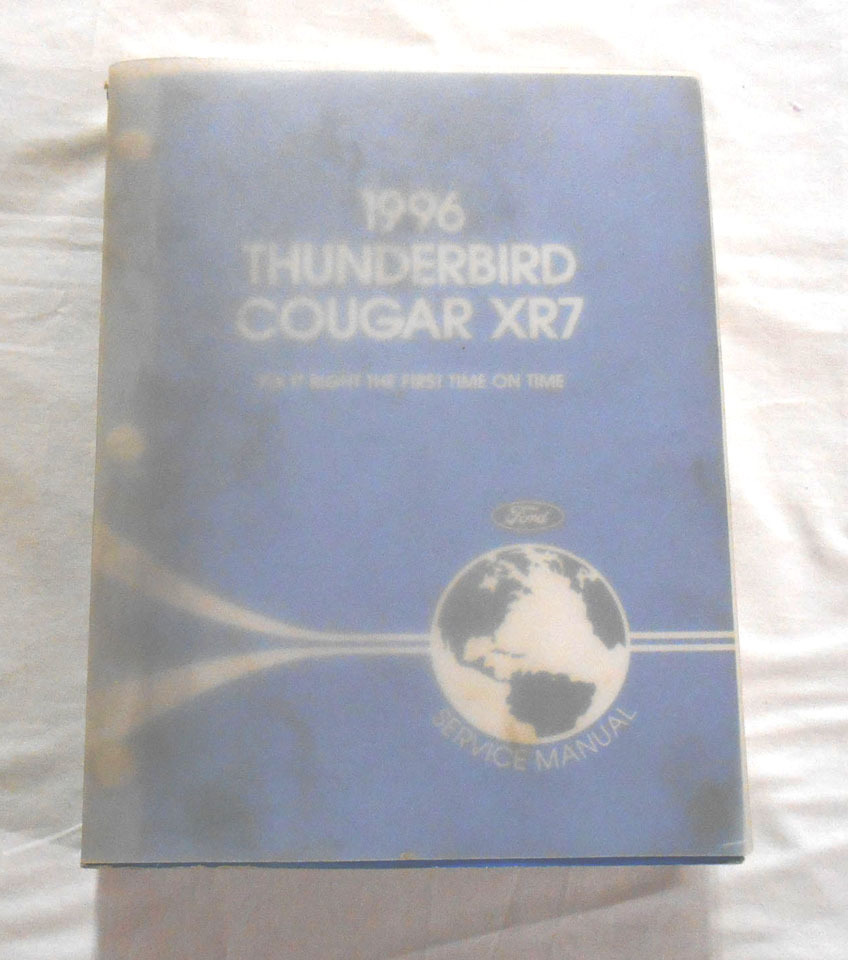 1996
THUNDERBIRD
COUGAR XR7
FIX IT RIGHT THE FIRST TIME ON TIME
Ford
SERVICE MANUAL